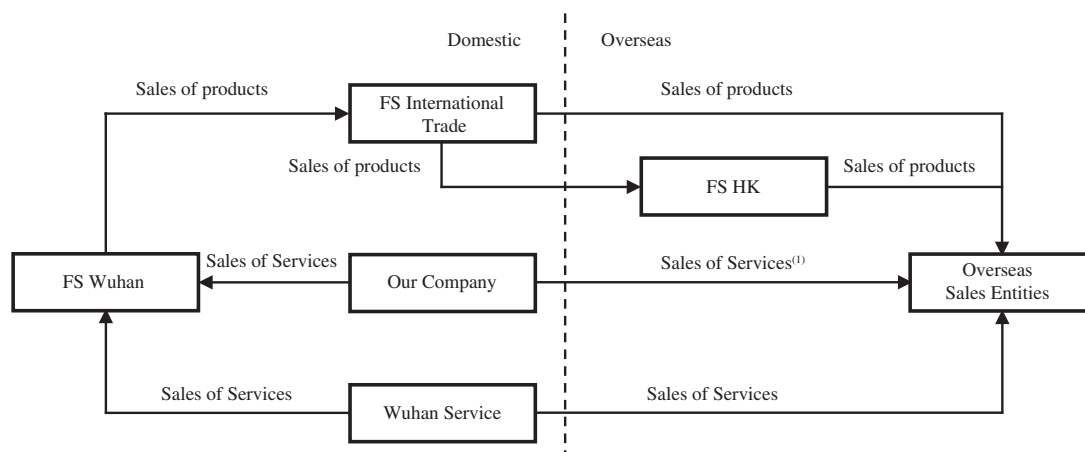 Domestic
Overseas
Sales of products
FS International
Trade
Sales of products
Sales of products
FS HK
Sales of products
FS Wuhan
Sales of Services
Our Company
Sales of Services(1)
Overseas
Sales Entities
Sales of Services
Wuhan Service
Sales of Services